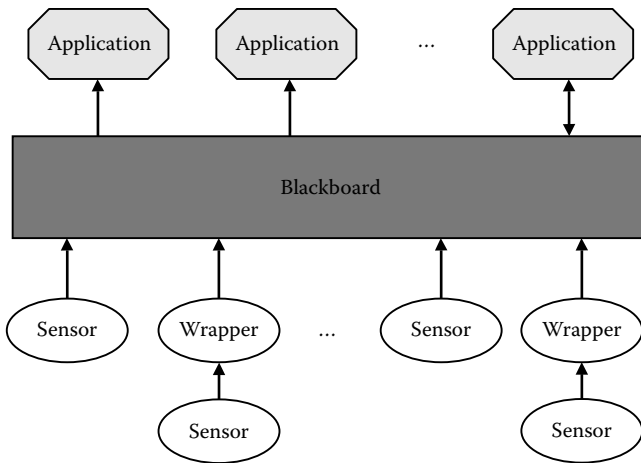 Application Application ... Application
Blackboard
Sensor Wrapper ... Sensor Wrapper
Sensor Sensor